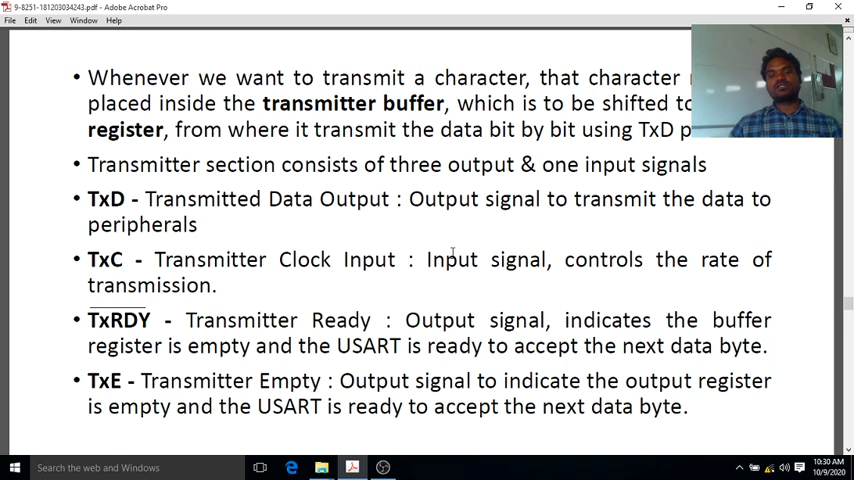 9-8251-181203034243.pdf - Adobe Acrobat Pro
File Edit View Window Help
• Whenever we want to transmit a character, that character
placed inside the transmitter buffer, which is to be shifted to
register, from where it transmit the data bit by bit using TxD
• Transmitter section consists of three output & one input signals
• TxD - Transmitted Data Output : Output signal to transmit the data to
peripherals
• TxC - Transmitter Clock Input : Input signal, controls the rate of
transmission.
• TxRDY - Transmitter Ready : Output signal, indicates the buffer
register is empty and the USART is ready to accept the next data byte.
• TxE - Transmitter Empty : Output signal to indicate the output register
is empty and the USART is ready to accept the next data byte.
Search the web and Windows
10:30 AM
10/9/2020